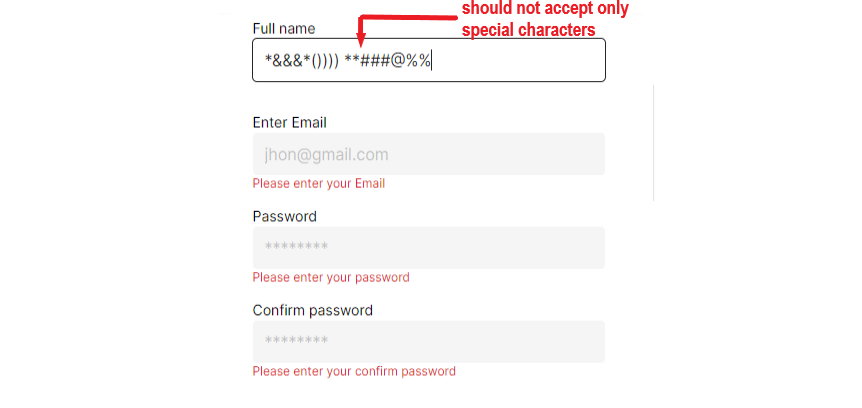 should not accept only
special characters
Full name
*&&&*()))) **###@%%
Enter Email
jhon@gmail.com
Please enter your Email
Password
********
Please enter your password
Confirm password
********
Please enter your confirm password